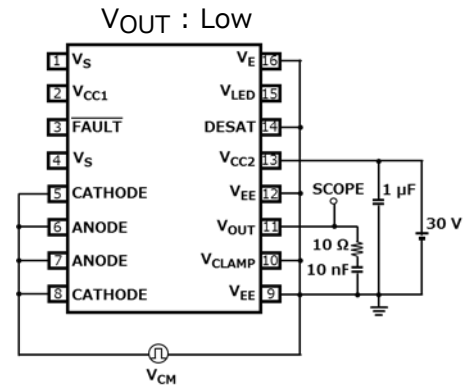 VOUT : Low
1 VS
2 VCC1
3 FAULT
4 VS
5 CATHODE
6 ANODE
7 ANODE
8 CATHODE
VE 16
VLED 15
DESAT 14
VCC2 13
VEE 12
VOUT 11
VCLAMP 10
VEE 9
SCOPE
1 µF
10 Ω
10 nF
30 V
VCM